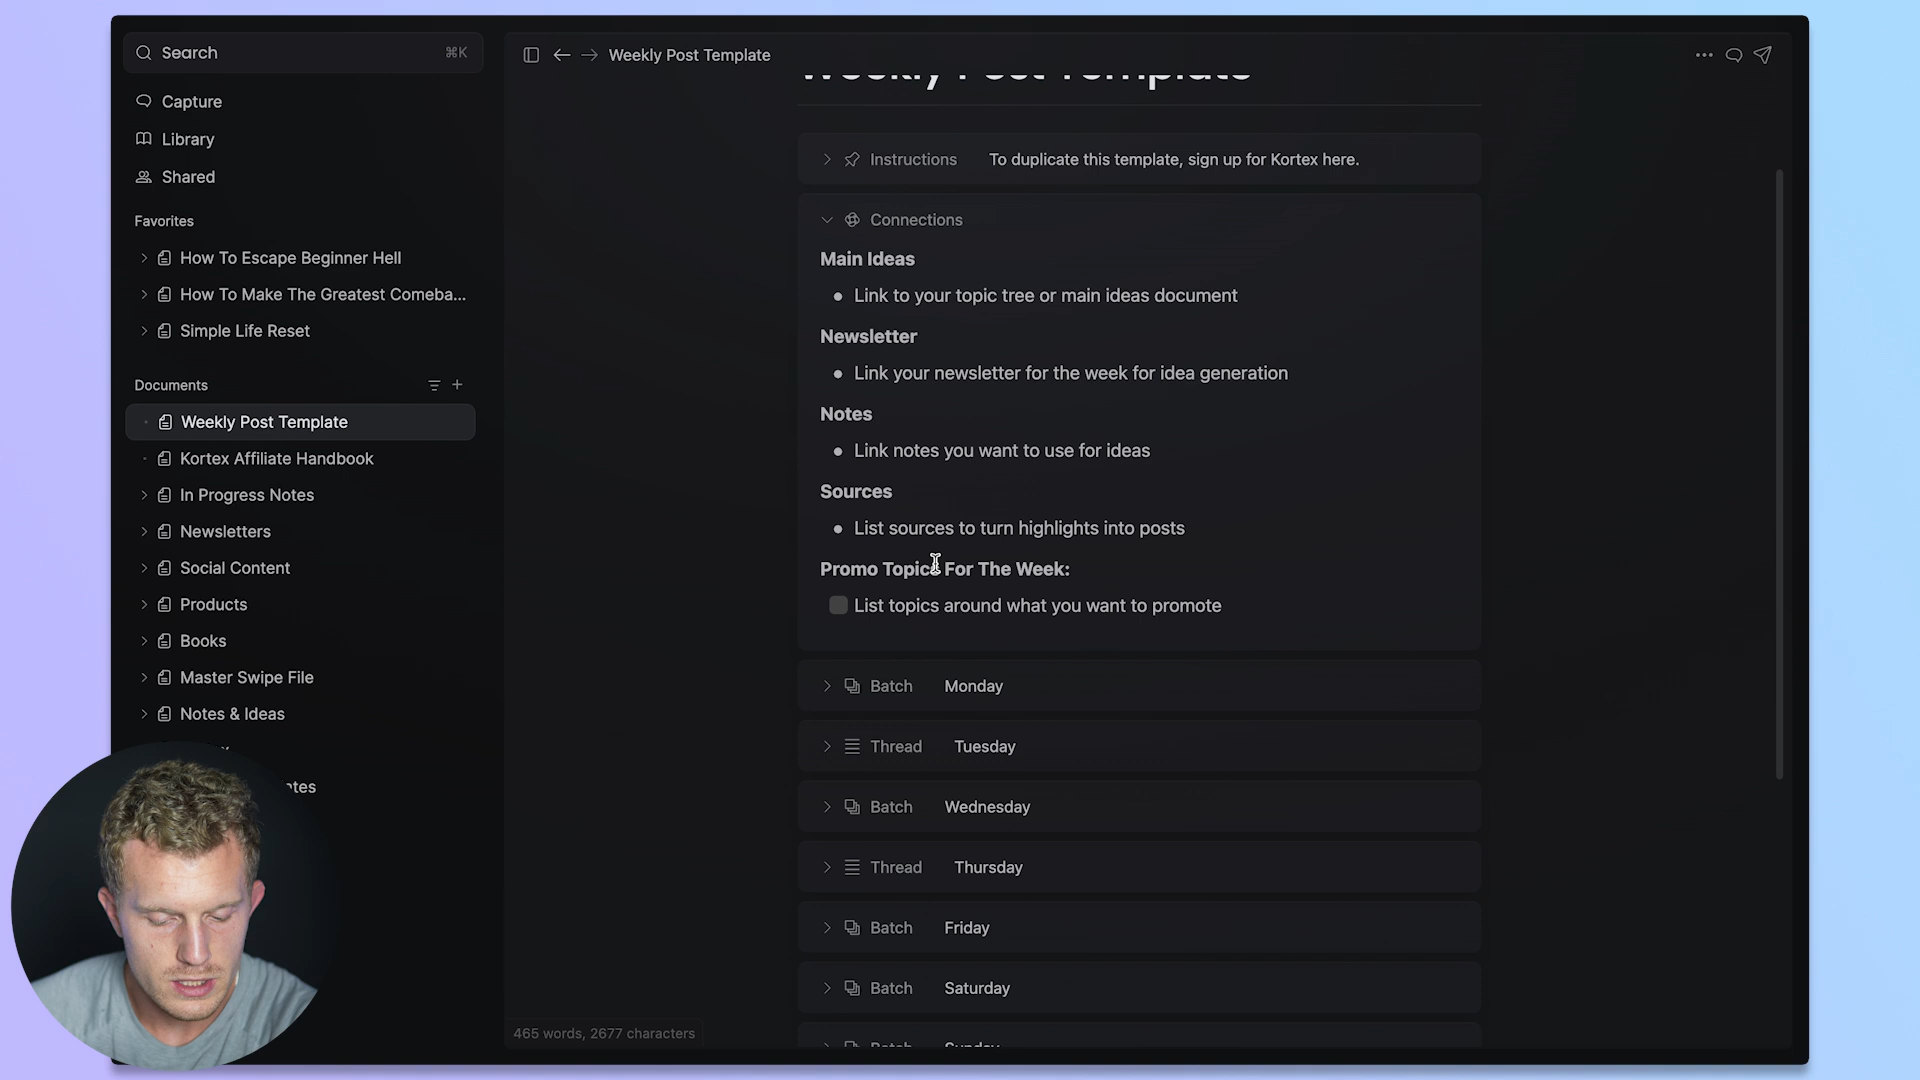 Search ⌘K
Capture
Library
Shared
Favorites
How To Escape Beginner Hell
How To Make The Greatest Comeba...
Simple Life Reset
Documents
Weekly Post Template
Kortex Affiliate Handbook
In Progress Notes
Newsletters
Social Content
Products
Books
Master Swipe File
Notes & Ideas
Weekly Post Template
Weekly Post Template
Instructions To duplicate this template, sign up for Kortex here.
Connections
Main Ideas
Link to your topic tree or main ideas document
Newsletter
Link your newsletter for the week for idea generation
Notes
Link notes you want to use for ideas
Sources
List sources to turn highlights into posts
Promo Topics For The Week:
List topics around what you want to promote
Batch Monday
Thread Tuesday
Batch Wednesday
Thread Thursday
Batch Friday
Batch Saturday
Batch Sunday
465 words, 2677 characters